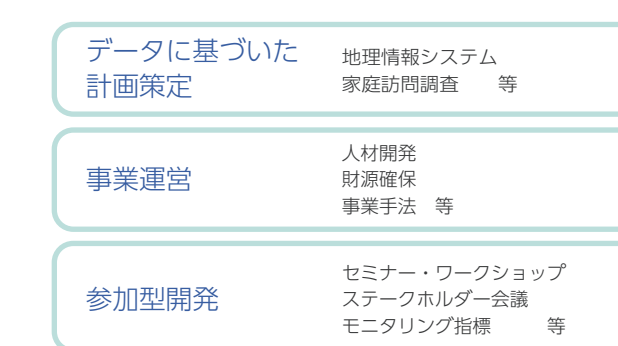 データに基づいた
計画策定
地理情報システム
家庭訪問調査　　等
事業運営
人材開発
財源確保
事業手法　等
参加型開発
セミナー・ワークショップ
ステークホルダー会議
モニタリング指標　　　等